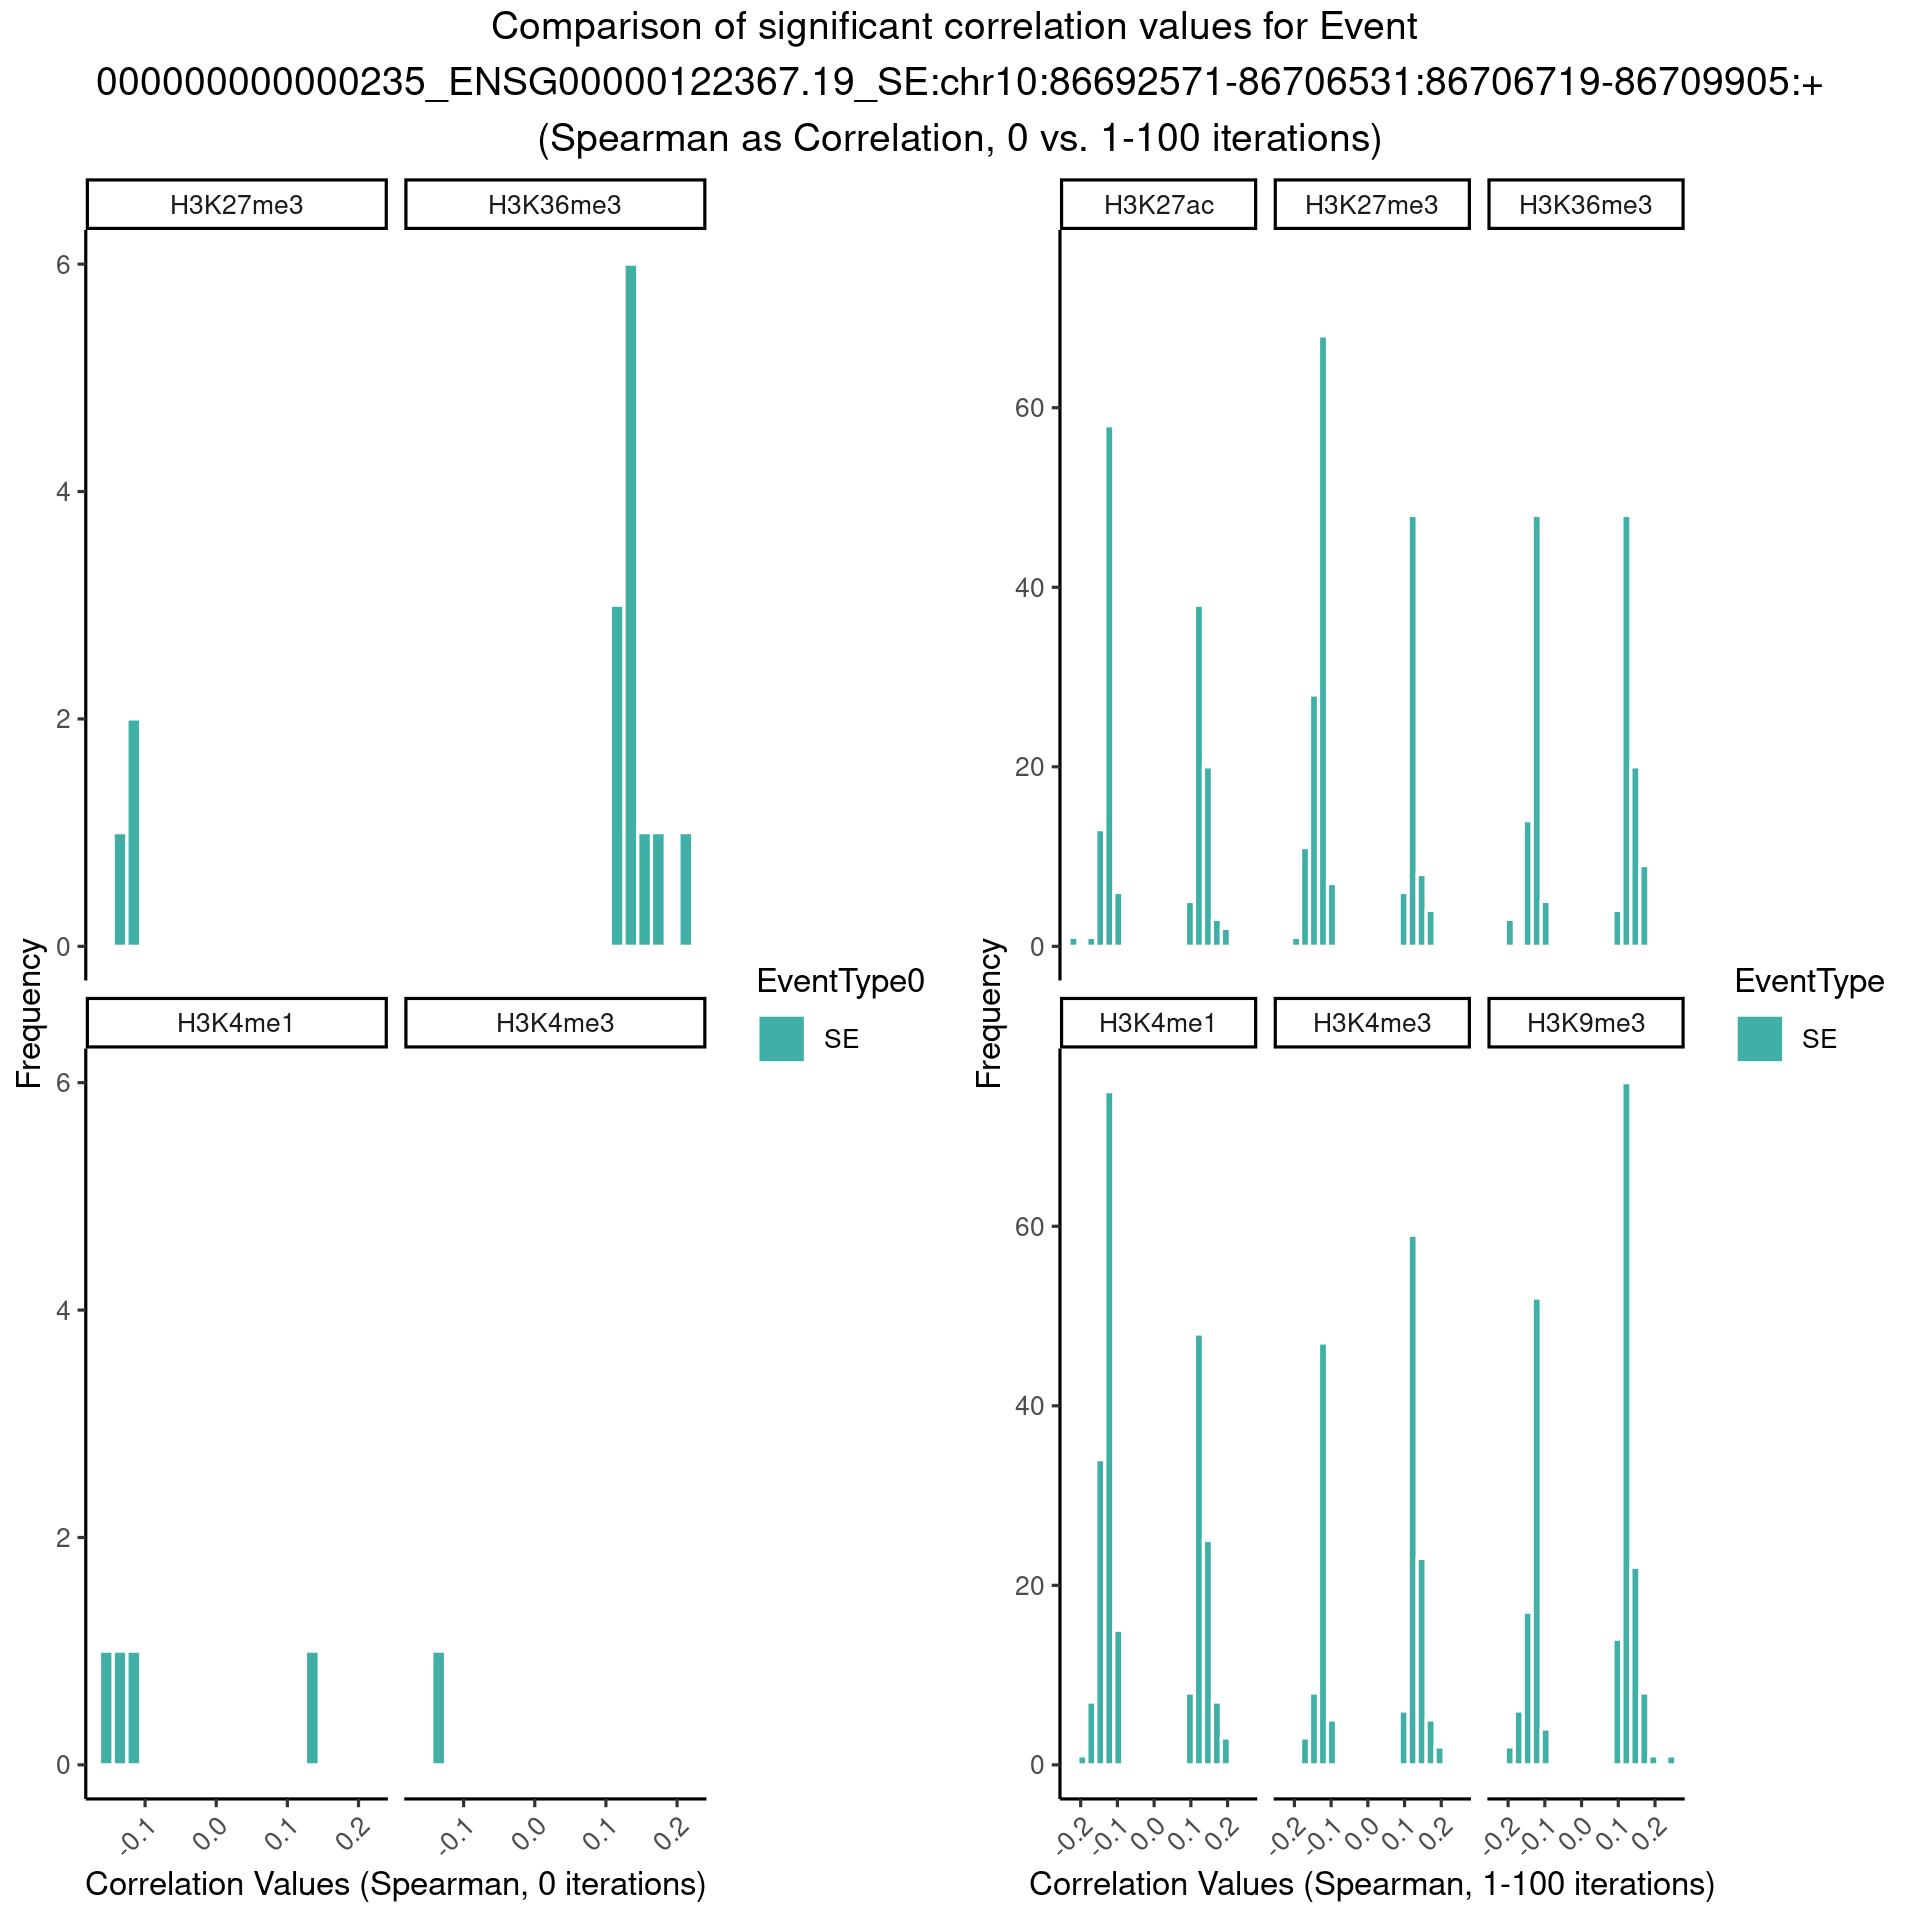 Comparison of significant correlation values for Event
000000000000235_ENSG00000122367.19_SE:chr10:86692571-86706531:86706719-86709905:+
(Spearman as Correlation, 0 vs. 1-100 iterations)
H3K27me3
H3K36me3
6
4
2
0
H3K4me1
H3K4me3
6
4
2
0
-0.1
0.0
0.1
0.2
-0.1
0.0
0.1
0.2
Frequency
Correlation Values (Spearman, 0 iterations)
EventType0
SE
H3K27ac
H3K27me3
H3K36me3
60
40
20
0
H3K4me1
H3K4me3
H3K9me3
60
40
20
0
-0.2
-0.1
0.0
0.1
0.2
-0.2
-0.1
0.0
0.1
0.2
-0.2
-0.1
0.0
0.1
0.2
Frequency
Correlation Values (Spearman, 1-100 iterations)
EventType
SE